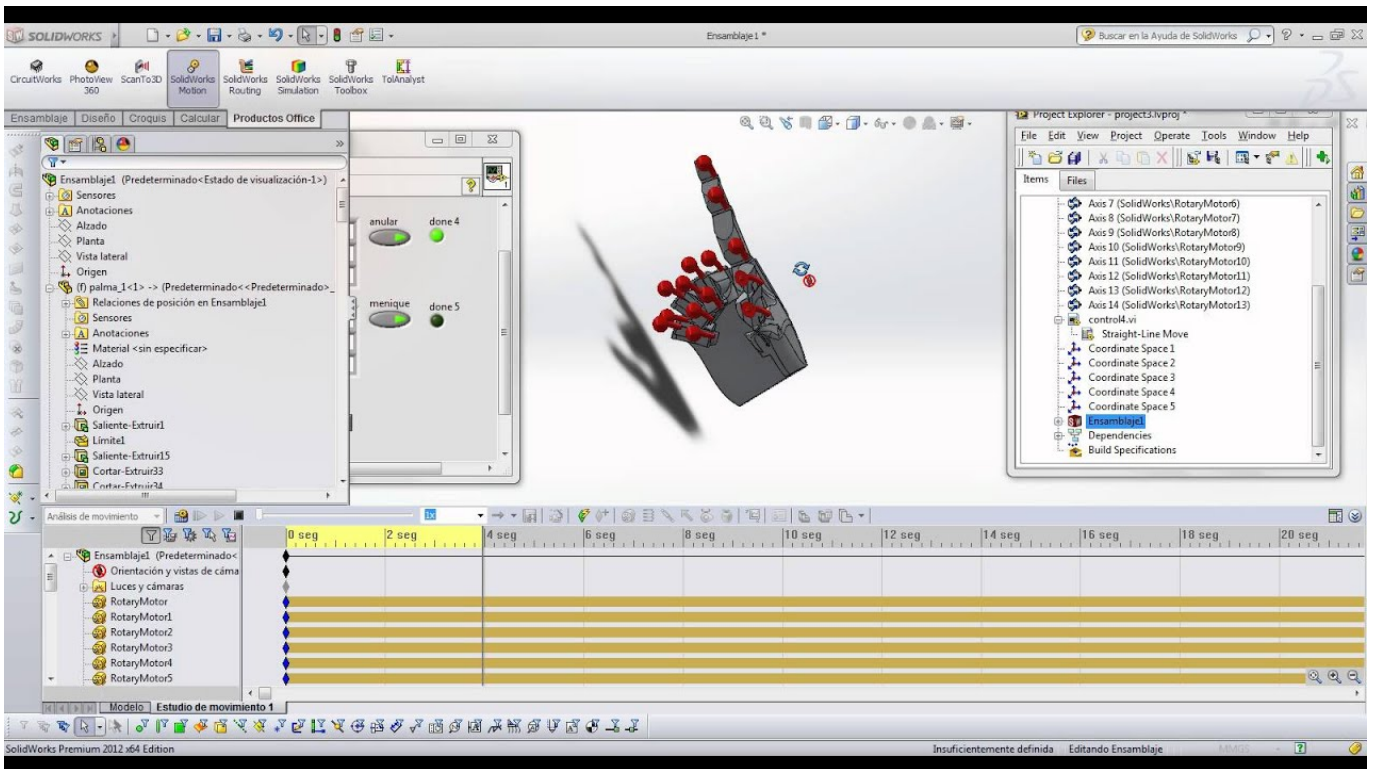 SOLIDWORKS
Ensamblaje1 *
Buscar en la Ayuda de SolidWorks
CircuitWorks
PhotoView 360
ScanTo3D
SolidWorks Motion
SolidWorks Routing
SolidWorks Simulation
SolidWorks Toolbox
TolAnalyst
Ensamblaje Diseño Croquis Calcular Productos Office
Ensamblaje1 (Predeterminado<Estado de visualización-1>)
Sensores
Anotaciones
Alzado
Planta
Vista lateral
Origen
(f) palma_1<1> -> (Predeterminado<<Predeterminado>_
Relaciones de posición en Ensamblaje1
Sensores
Anotaciones
Material <sin especificar>
Alzado
Planta
Vista lateral
Origen
Saliente-Extruir1
Límite1
Saliente-Extruir15
Cortar-Extruir33
Cortar-Extruir34
anular done 4
menique done 5
Project Explorer - project3.lvproj *
File Edit View Project Operate Tools Window Help
Items Files
Axis 7 (SolidWorks\RotaryMotor6)
Axis 8 (SolidWorks\RotaryMotor7)
Axis 9 (SolidWorks\RotaryMotor8)
Axis 10 (SolidWorks\RotaryMotor9)
Axis 11 (SolidWorks\RotaryMotor10)
Axis 12 (SolidWorks\RotaryMotor11)
Axis 13 (SolidWorks\RotaryMotor12)
Axis 14 (SolidWorks\RotaryMotor13)
control4.vi
Straight-Line Move
Coordinate Space 1
Coordinate Space 2
Coordinate Space 3
Coordinate Space 4
Coordinate Space 5
Ensamblaje1
Dependencies
Build Specifications
Análisis de movimiento
1x
0 seg 2 seg 4 seg 6 seg 8 seg 10 seg 12 seg 14 seg 16 seg 18 seg 20 seg
Ensamblaje1 (Predeterminado<
Orientación y vistas de cáma
Luces y cámaras
RotaryMotor
RotaryMotor1
RotaryMotor2
RotaryMotor3
RotaryMotor4
RotaryMotor5
Modelo Estudio de movimiento 1
SolidWorks Premium 2012 x64 Edition
Insuficientemente definida Editando Ensamblaje MMGS